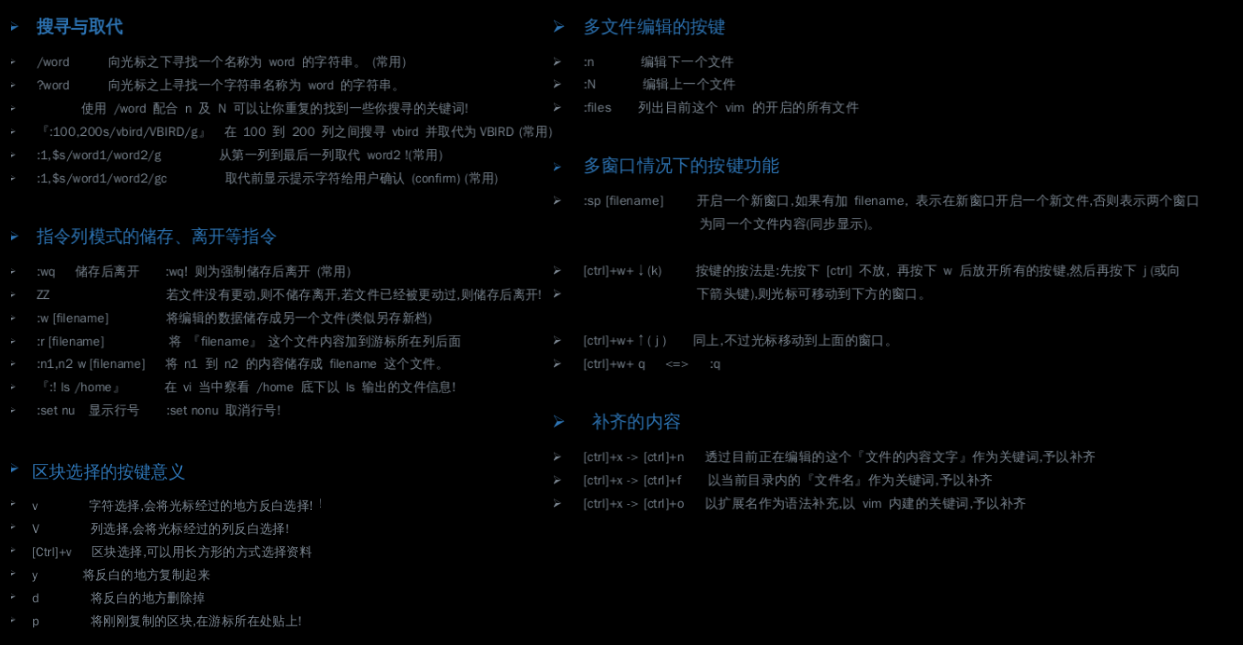 搜寻与取代
/word 向光标之下寻找一个名称为 word 的字符串。 (常用)
?word 向光标之上寻找一个字符串名称为 word 的字符串。
使用 /word 配合 n 及 N 可以让你重复的找到一些你搜寻的关键词!
『:100,200s/vbird/VBIRD/g』 在 100 到 200 列之间搜寻 vbird 并取代为 VBIRD (常用)
:1,$s/word1/word2/g 从第一列到最后一列取代 word2 !(常用)
:1,$s/word1/word2/gc 取代前显示提示字符给用户确认 (confirm) (常用)
指令列模式的储存、离开等指令
:wq 储存后离开 :wq! 则为强制储存后离开 (常用)
ZZ 若文件没有更动,则不储存离开,若文件已经被更动过,则储存后离开!
:w [filename] 将编辑的数据储存成另一个文件(类似另存新档)
:r [filename] 将 『filename』 这个文件内容加到游标所在列后面
:n1,n2 w [filename] 将 n1 到 n2 的内容储存成 filename 这个文件。
『:! ls /home』 在 vi 当中察看 /home 底下以 ls 输出的文件信息!
:set nu 显示行号 :set nonu 取消行号!
区块选择的按键意义
v 字符选择,会将光标经过的地方反白选择!
V 列选择,会将光标经过的列反白选择!
[Ctrl]+v 区块选择,可以用长方形的方式选择资料
y 将反白的地方复制起来
d 将反白的地方删除掉
p 将刚刚复制的区块,在游标所在处贴上!
多文件编辑的按键
:n 编辑下一个文件
:N 编辑上一个文件
:files 列出目前这个 vim 的开启的所有文件
多窗口情况下的按键功能
:sp [filename] 开启一个新窗口,如果有加 filename, 表示在新窗口开启一个新文件,否则表示两个窗口
为同一个文件内容(同步显示)。
[ctrl]+w+↓(k) 按键的按法是:先按下 [ctrl] 不放, 再按下 w 后放开所有的按键,然后再按下 j (或向
下箭头键),则光标可移动到下方的窗口。
[ctrl]+w+↑( j ) 同上,不过光标移动到上面的窗口。
[ctrl]+w+ q <=> :q
补齐的内容
[ctrl]+x -> [ctrl]+n 透过目前正在编辑的这个『文件的内容文字』作为关键词,予以补齐
[ctrl]+x -> [ctrl]+f 以当前目录内的『文件名』作为关键词,予以补齐
[ctrl]+x -> [ctrl]+o 以扩展名作为语法补充,以 vim 内建的关键词,予以补齐